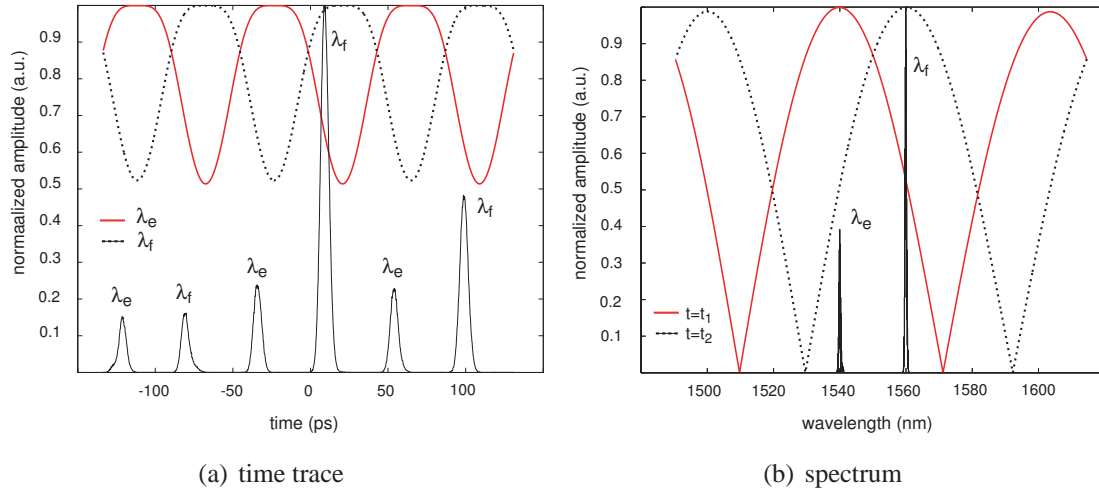 normaalized amplitude (a.u.)
0.9
0.8
0.7
0.6
0.5
0.4
0.3
0.2
0.1
λe
λf
λe
λf
λe
λf
λe
λf
-100
-50
0
50
100
time (ps)
(a) time trace
normalized amplitude (a.u.)
0.9
0.8
0.7
0.6
0.5
0.4
0.3
0.2
0.1
λf
λe
t=t1
t=t2
1500
1520
1540
1560
1580
1600
wavelength (nm)
(b) spectrum